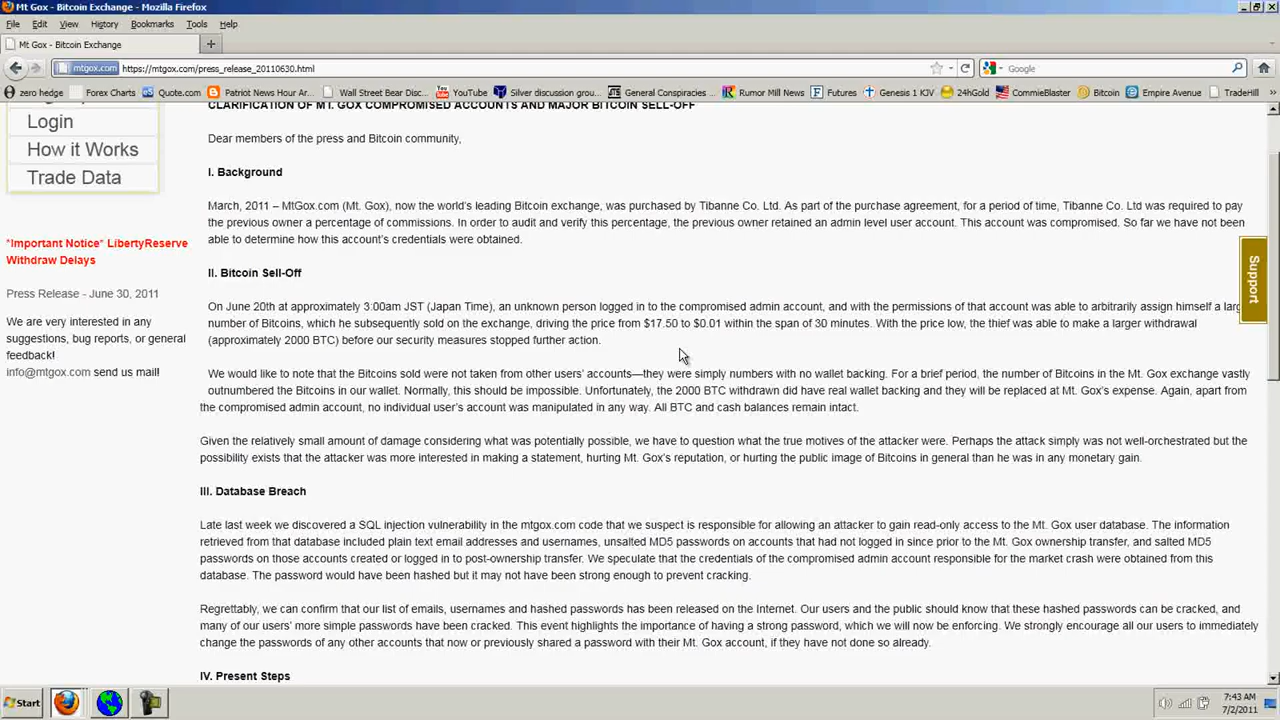 Mt Gox - Bitcoin Exchange - Mozilla Firefox
File Edit View History Bookmarks Tools Help
Mt Gox - Bitcoin Exchange
mtgox.com https://mtgox.com/press_release_20110630.html
Google
zero hedge Forex Charts Quote.com Patriot News Hour Ar... Wall Street Bear Disc... YouTube Silver discussion grou... General Conspiracies ... Rumor Mill News Futures Genesis 1 KJV 24hGold CommieBlaster Bitcoin Empire Avenue TradeHill
Login
How it Works
Trade Data
*Important Notice* LibertyReserve
Withdraw Delays
Press Release - June 30, 2011
We are very interested in any
suggestions, bug reports, or general
feedback!
info@mtgox.com send us mail!
CLARIFICATION OF MT. GOX COMPROMISED ACCOUNTS AND MAJOR BITCOIN SELL-OFF
Dear members of the press and Bitcoin community,
I. Background
March, 2011 – MtGox.com (Mt. Gox), now the world's leading Bitcoin exchange, was purchased by Tibanne Co. Ltd. As part of the purchase agreement, for a period of time, Tibanne Co. Ltd was required to pay
the previous owner a percentage of commissions. In order to audit and verify this percentage, the previous owner retained an admin level user account. This account was compromised. So far we have not been
able to determine how this account's credentials were obtained.
II. Bitcoin Sell-Off
On June 20th at approximately 3:00am JST (Japan Time), an unknown person logged in to the compromised admin account, and with the permissions of that account was able to arbitrarily assign himself a larg
number of Bitcoins, which he subsequently sold on the exchange, driving the price from $17.50 to $0.01 within the span of 30 minutes. With the price low, the thief was able to make a larger withdrawal
(approximately 2000 BTC) before our security measures stopped further action.
We would like to note that the Bitcoins sold were not taken from other users' accounts—they were simply numbers with no wallet backing. For a brief period, the number of Bitcoins in the Mt. Gox exchange vastly
outnumbered the Bitcoins in our wallet. Normally, this should be impossible. Unfortunately, the 2000 BTC withdrawn did have real wallet backing and they will be replaced at Mt. Gox's expense. Again, apart from
the compromised admin account, no individual user's account was manipulated in any way. All BTC and cash balances remain intact.
Given the relatively small amount of damage considering what was potentially possible, we have to question what the true motives of the attacker were. Perhaps the attack simply was not well-orchestrated but the
possibility exists that the attacker was more interested in making a statement, hurting Mt. Gox's reputation, or hurting the public image of Bitcoins in general than he was in any monetary gain.
III. Database Breach
Late last week we discovered a SQL injection vulnerability in the mtgox.com code that we suspect is responsible for allowing an attacker to gain read-only access to the Mt. Gox user database. The information
retrieved from that database included plain text email addresses and usernames, unsalted MD5 passwords on accounts that had not logged in since prior to the Mt. Gox ownership transfer, and salted MD5
passwords on those accounts created or logged in to post-ownership transfer. We speculate that the credentials of the compromised admin account responsible for the market crash were obtained from this
database. The password would have been hashed but it may not have been strong enough to prevent cracking.
Regrettably, we can confirm that our list of emails, usernames and hashed passwords has been released on the Internet. Our users and the public should know that these hashed passwords can be cracked, and
many of our users' more simple passwords have been cracked. This event highlights the importance of having a strong password, which we will now be enforcing. We strongly encourage all our users to immediately
change the passwords of any other accounts that now or previously shared a password with their Mt. Gox account, if they have not done so already.
IV. Present Steps
Support
Start
7:43 AM
7/2/2011